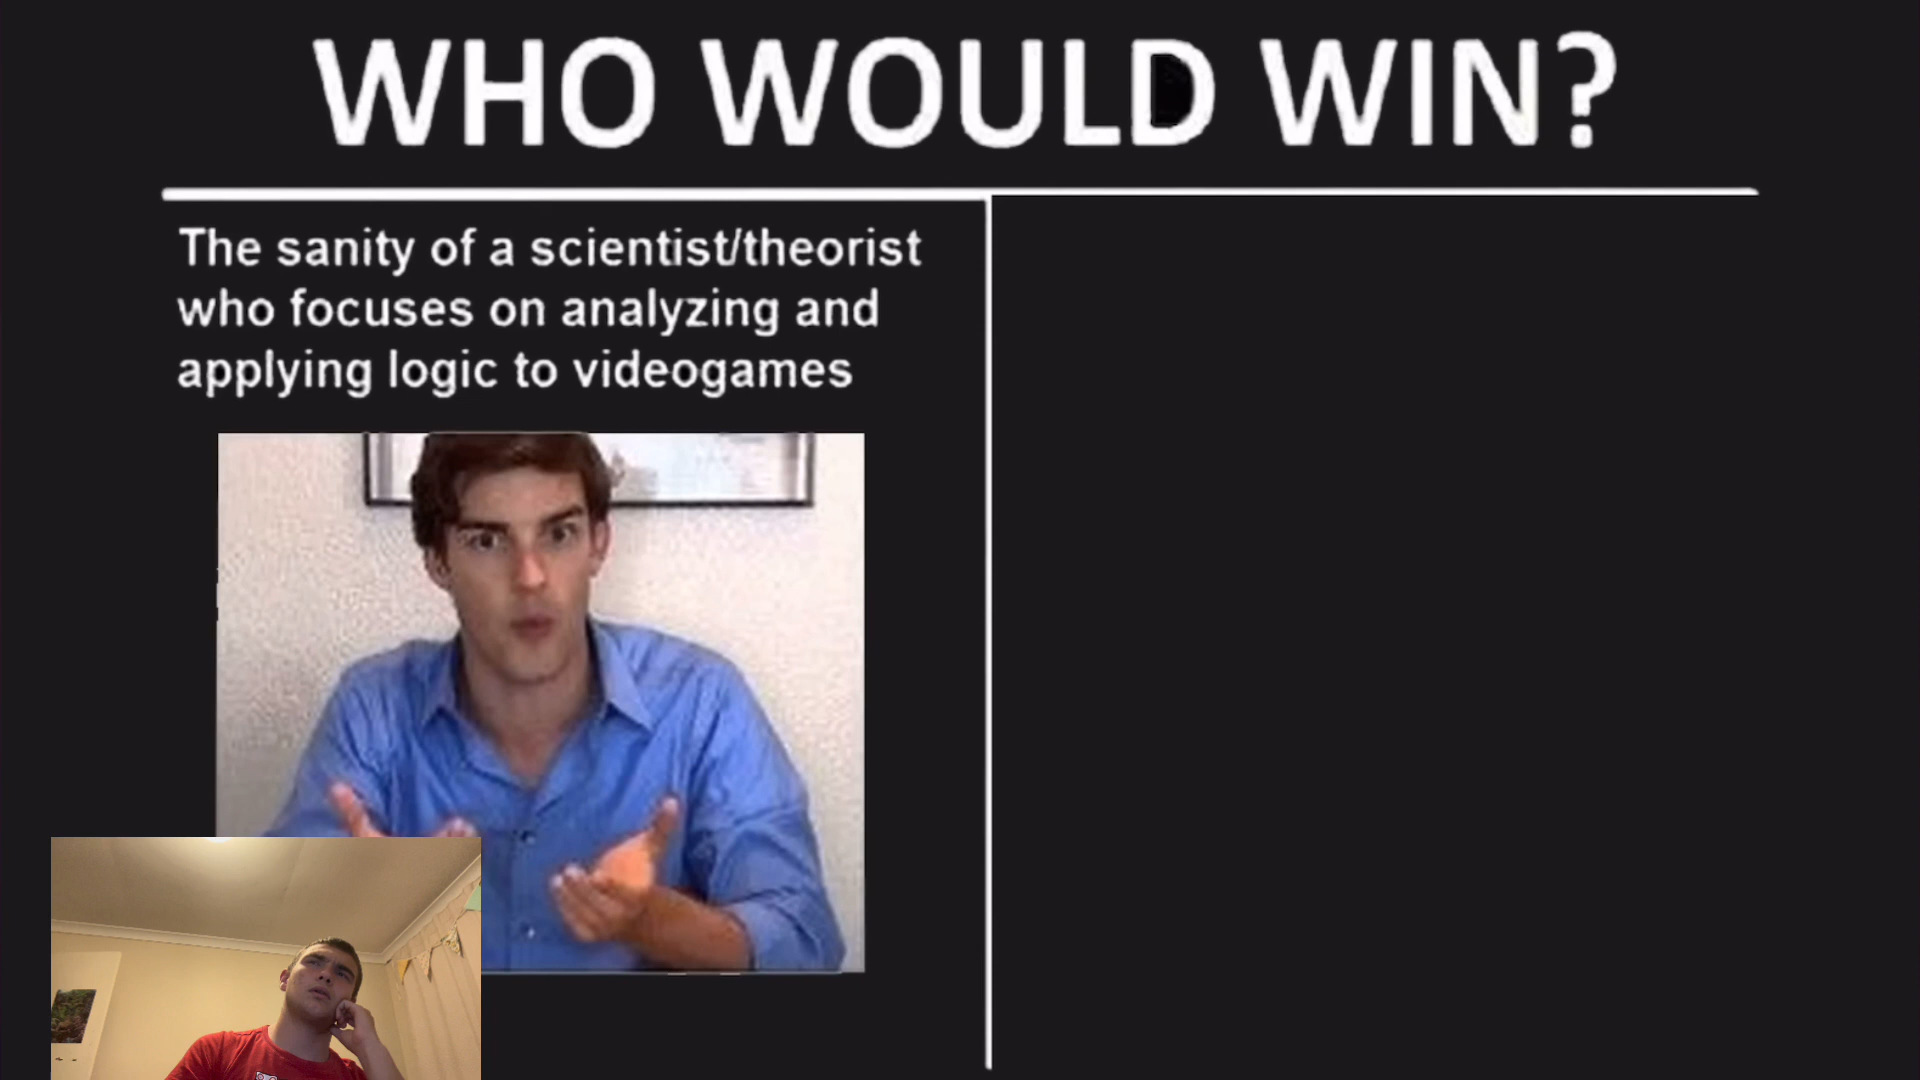 WHO WOULD WIN?
The sanity of a scientist/theorist
who focuses on analyzing and
applying logic to videogames